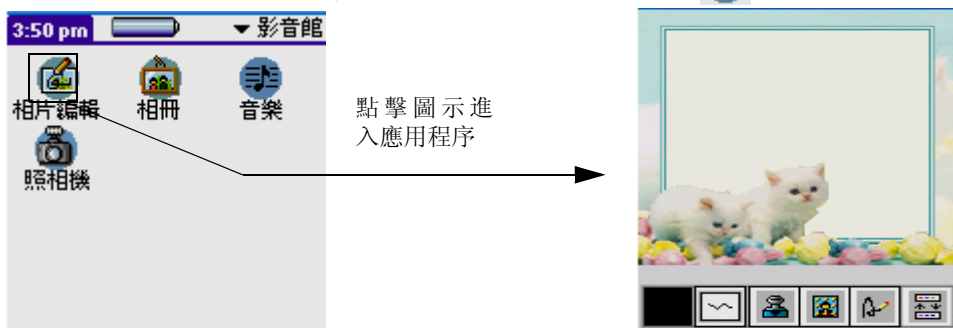 3:50 pm
影音館
相片編輯
相冊
音樂
照相機
點擊圖示進
入應用程序